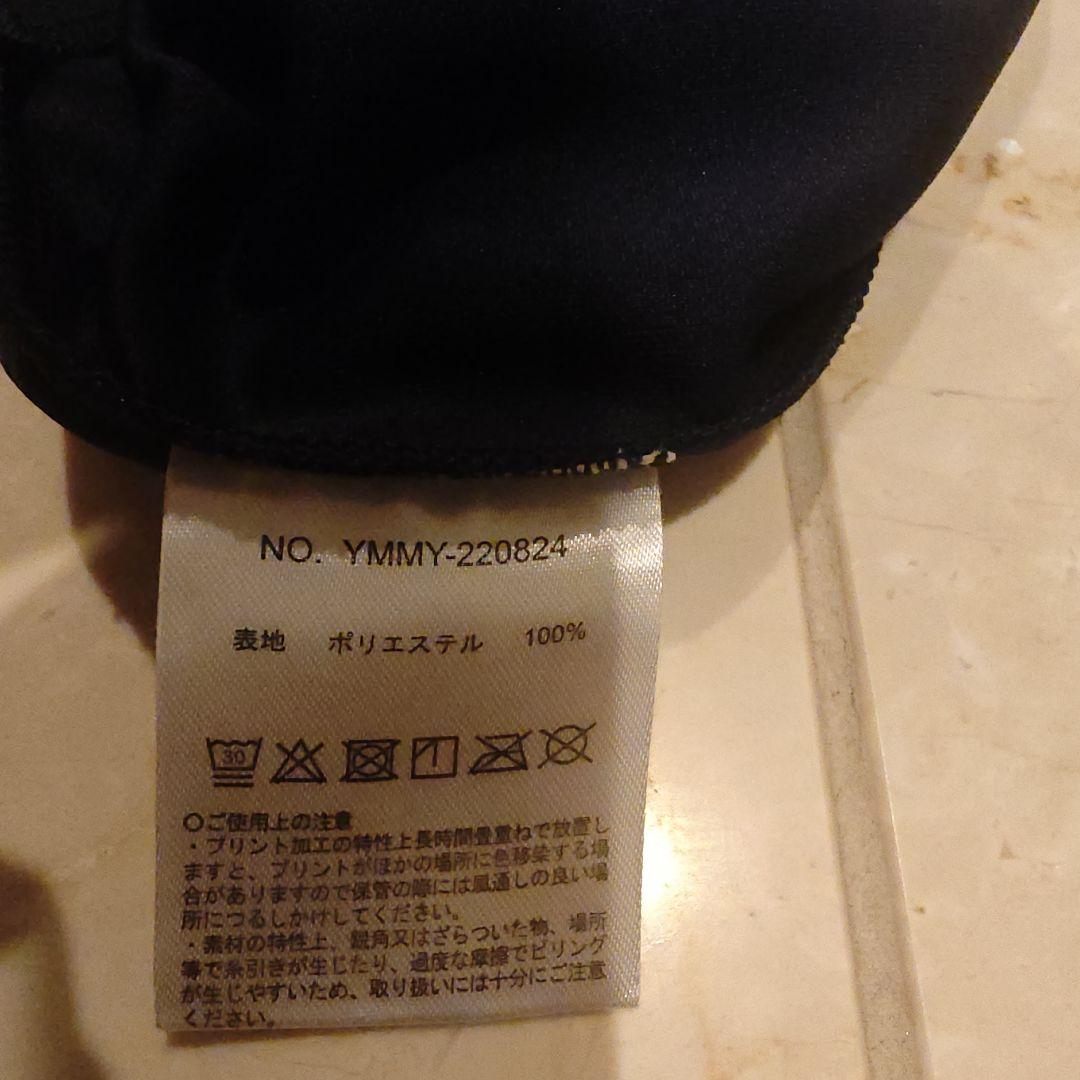 NO. YMMY-220824
表地 ポリエステル 100%
30
〇ご使用上の注意
・プリント加工の特性上長時間畳重ねで放置し
ますと、プリントがほかの場所に色移染する場
合がありますので保管の際には風通しの良い場
所につるしかけしてください。
・素材の特性上、鋭角又はざらついた物、場所
等で糸引きが生じたり、過度な摩擦でピリング
が生じやすいため、取り扱いには十分にご注意
ください。